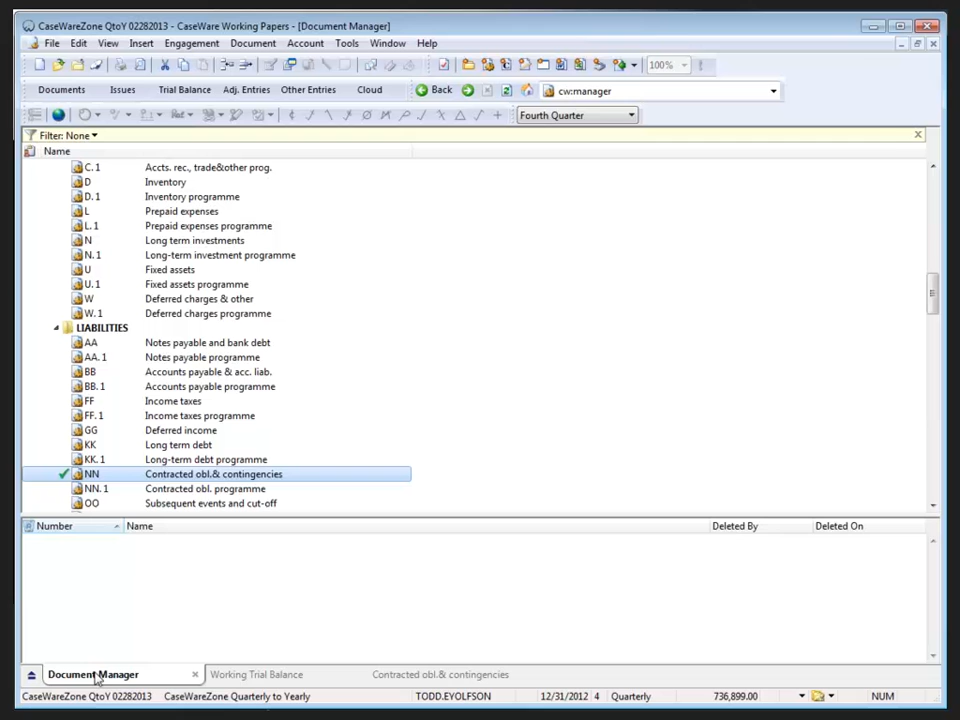 CaseWareZone QtoY 02282013 - CaseWare Working Papers - [Document Manager]
File Edit View Insert Engagement Document Account Tools Window Help
100%
Documents Issues Trial Balance Adj. Entries Other Entries Cloud Back cw:manager
Fourth Quarter
Filter: None
Name
C. 1 Accts. rec., trade&other prog.
D Inventory
D. 1 Inventory programme
L Prepaid expenses
L. 1 Prepaid expenses programme
N Long term investments
N. 1 Long-term investment programme
U Fixed assets
U. 1 Fixed assets programme
W Deferred charges & other
W. 1 Deferred charges programme
LIABILITIES
AA Notes payable and bank debt
AA. 1 Notes payable programme
BB Accounts payable & acc. liab.
BB. 1 Accounts payable programme
FF Income taxes
FF. 1 Income taxes programme
GG Deferred income
KK Long term debt
KK. 1 Long-term debt programme
NN Contracted obl.& contingencies
NN. 1 Contracted obl. programme
OO Subsequent events and cut-off
Number Name Deleted By Deleted On
Document Manager Working Trial Balance Contracted obl.& contingencies
CaseWareZone QtoY 02282013 CaseWareZone Quarterly to Yearly TODD.EYOLFSON 12/31/2012 4 Quarterly 736,899.00 NUM